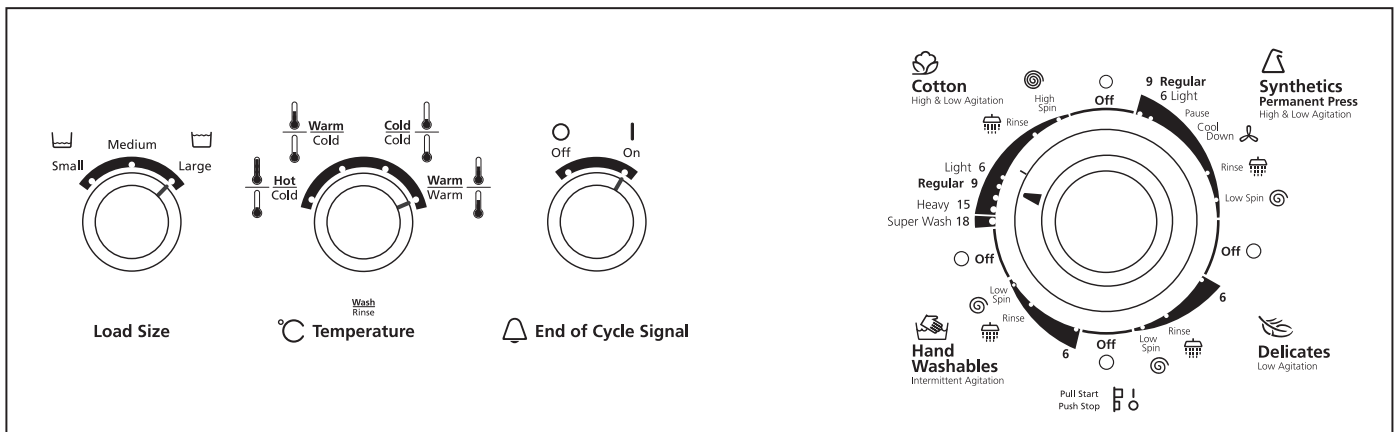 Small
Medium
Large
Load Size
Hot
Cold
Warm
Cold
Cold
Cold
Warm
Warm
Wash
Rinse
°C Temperature
Off
On
End of Cycle Signal
Cotton
High & Low Agitation
High
Spin
Rinse
Light 6
Regular 9
Heavy 15
Super Wash 18
Off
9 Regular
6 Light
Pause
Cool
Down
Rinse
Low Spin
Synthetics
Permanent Press
High & Low Agitation
Off
Off
6
Rinse
Low
Spin
Delicates
Low Agitation
Off
Low
Spin
Rinse
6
Hand
Washables
Intermittent Agitation
Pull Start
Push Stop